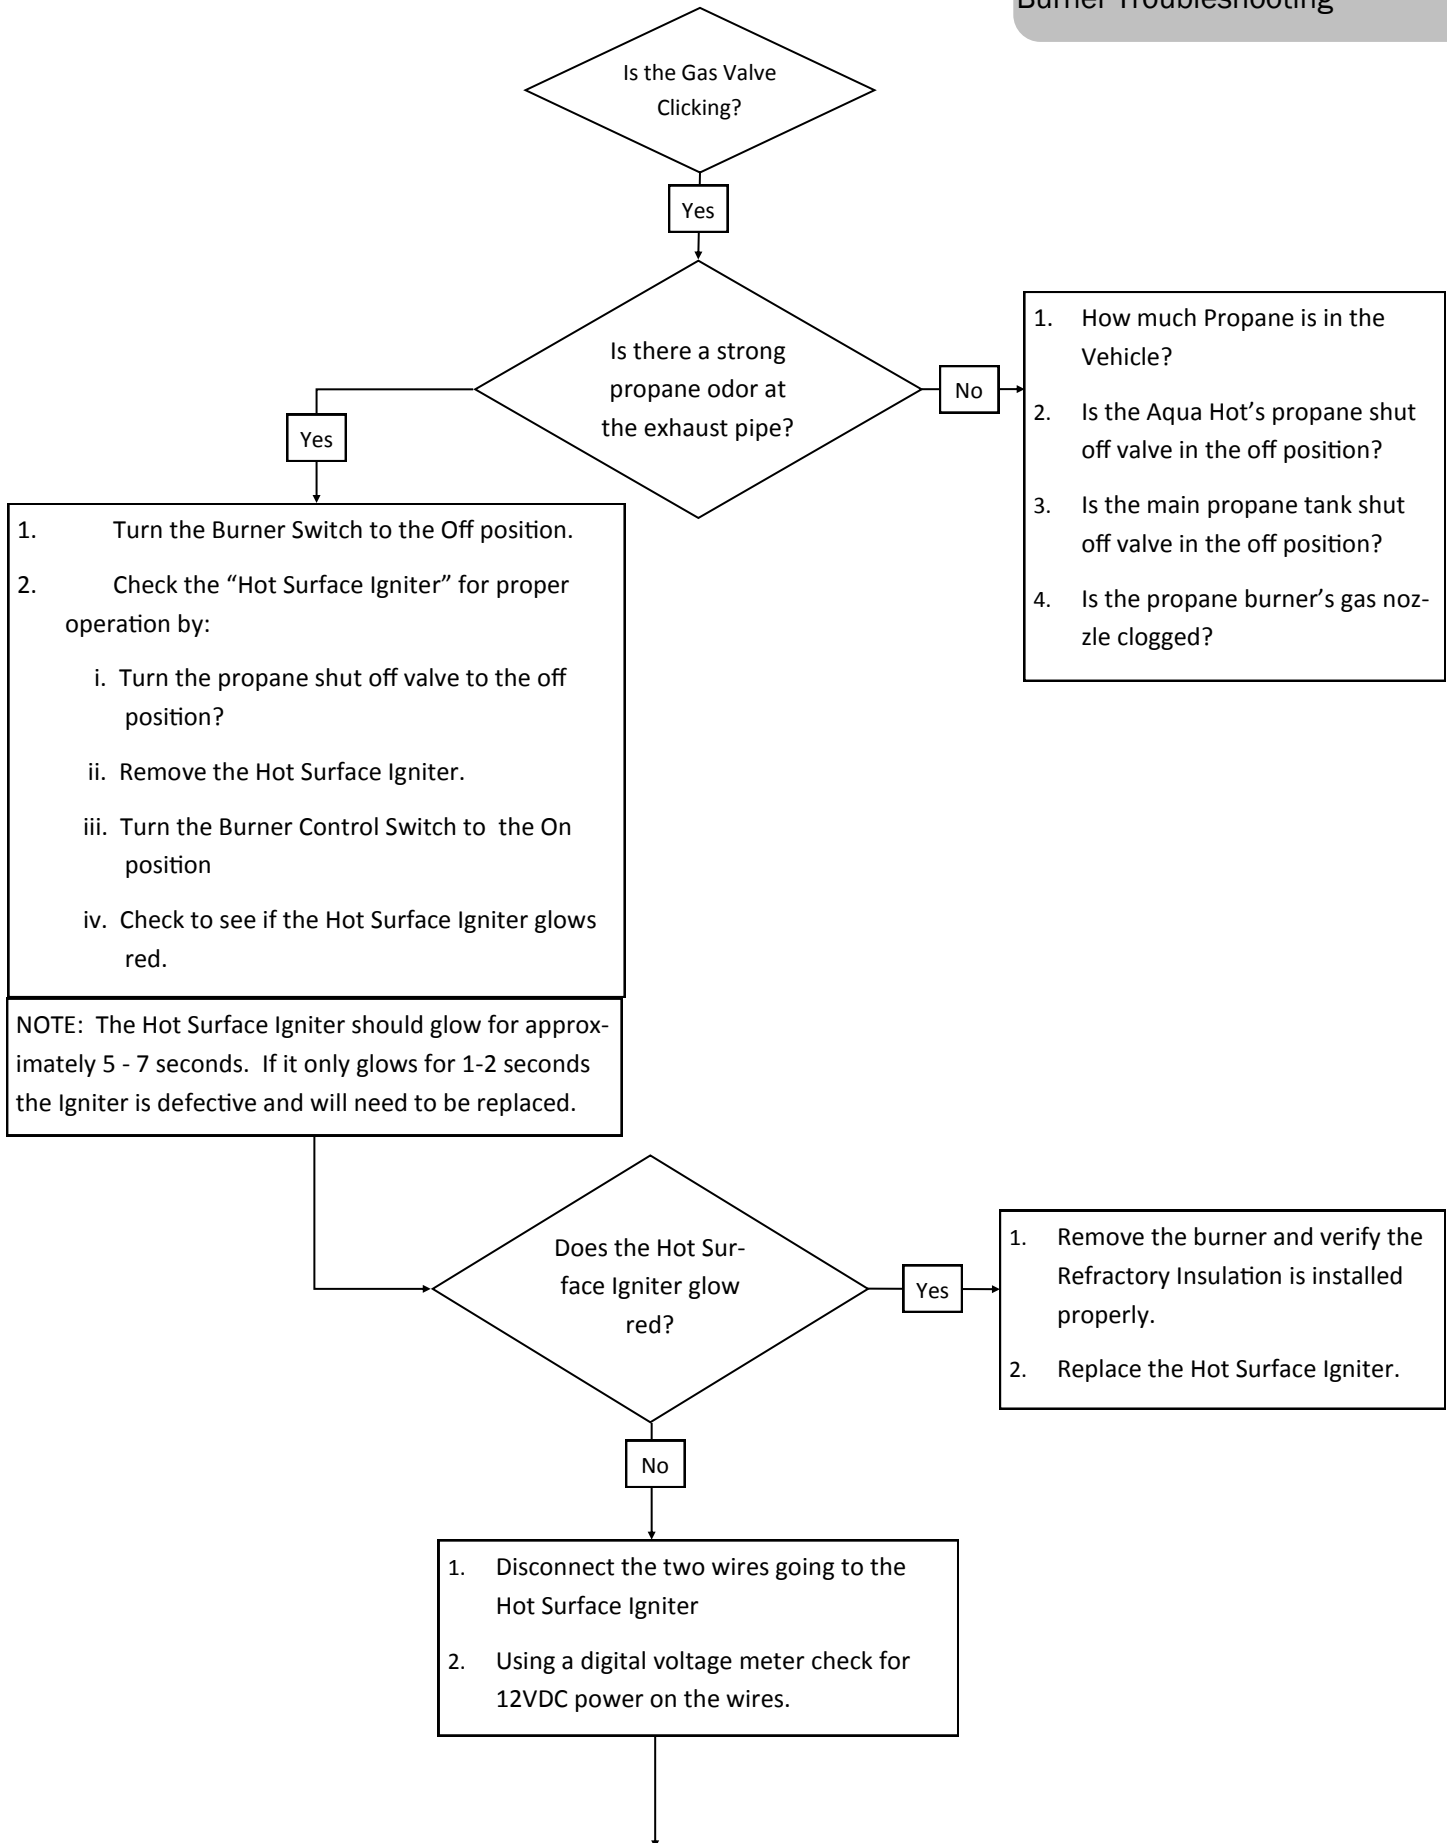 Burner Troubleshooting
Is the Gas Valve
Clicking?
Yes
Is there a strong
propane odor at
the exhaust pipe?
No
1. How much Propane is in the
Vehicle?
2. Is the Aqua Hot’s propane shut
off valve in the off position?
3. Is the main propane tank shut
off valve in the off position?
4. Is the propane burner’s gas noz-
zle clogged?
Yes
1. Turn the Burner Switch to the Off position.
2. Check the “Hot Surface Igniter” for proper
operation by:
i. Turn the propane shut off valve to the off
position?
ii. Remove the Hot Surface Igniter.
iii. Turn the Burner Control Switch to the On
position
iv. Check to see if the Hot Surface Igniter glows
red.
NOTE: The Hot Surface Igniter should glow for approx-
imately 5 - 7 seconds. If it only glows for 1-2 seconds
the Igniter is defective and will need to be replaced.
Does the Hot Sur-
face Igniter glow
red?
Yes
1. Remove the burner and verify the
Refractory Insulation is installed
properly.
2. Replace the Hot Surface Igniter.
No
1. Disconnect the two wires going to the
Hot Surface Igniter
2. Using a digital voltage meter check for
12VDC power on the wires.